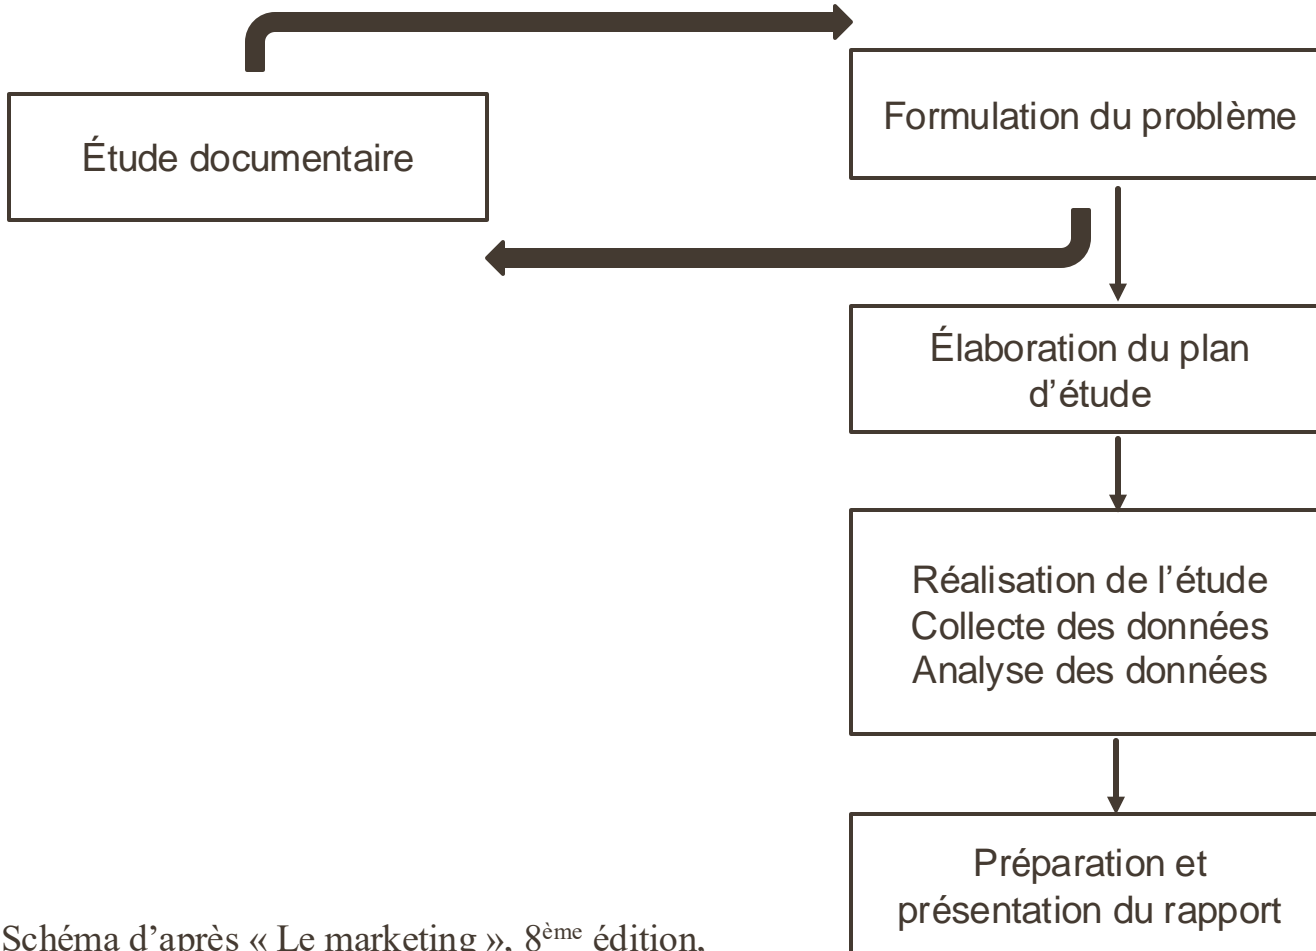 Formulation du problème
Étude documentaire
Élaboration du plan
d’étude
Réalisation de l’étude
Collecte des données
Analyse des données
Préparation et
présentation du rapport
Schéma d’après « Le marketing », 8ème édition,